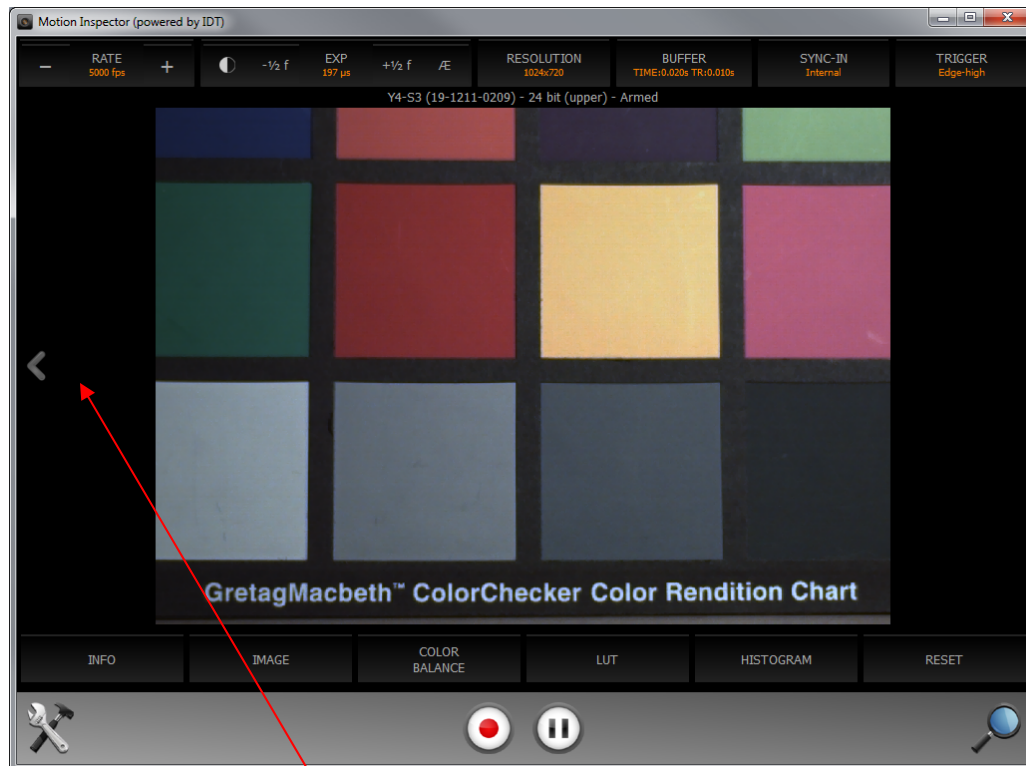 Motion Inspector (powered by IDT)
− RATE + -½ f EXP +½ f Æ RESOLUTION BUFFER SYNC-IN TRIGGER
5000 fps 197 µs 1024x720 TIME:0.020s TR:0.010s Internal Edge-high
Y4-S3 (19-1211-0209) - 24 bit (upper) - Armed
GretagMacbeth™ ColorChecker Color Rendition Chart
INFO IMAGE COLOR BALANCE LUT HISTOGRAM RESET